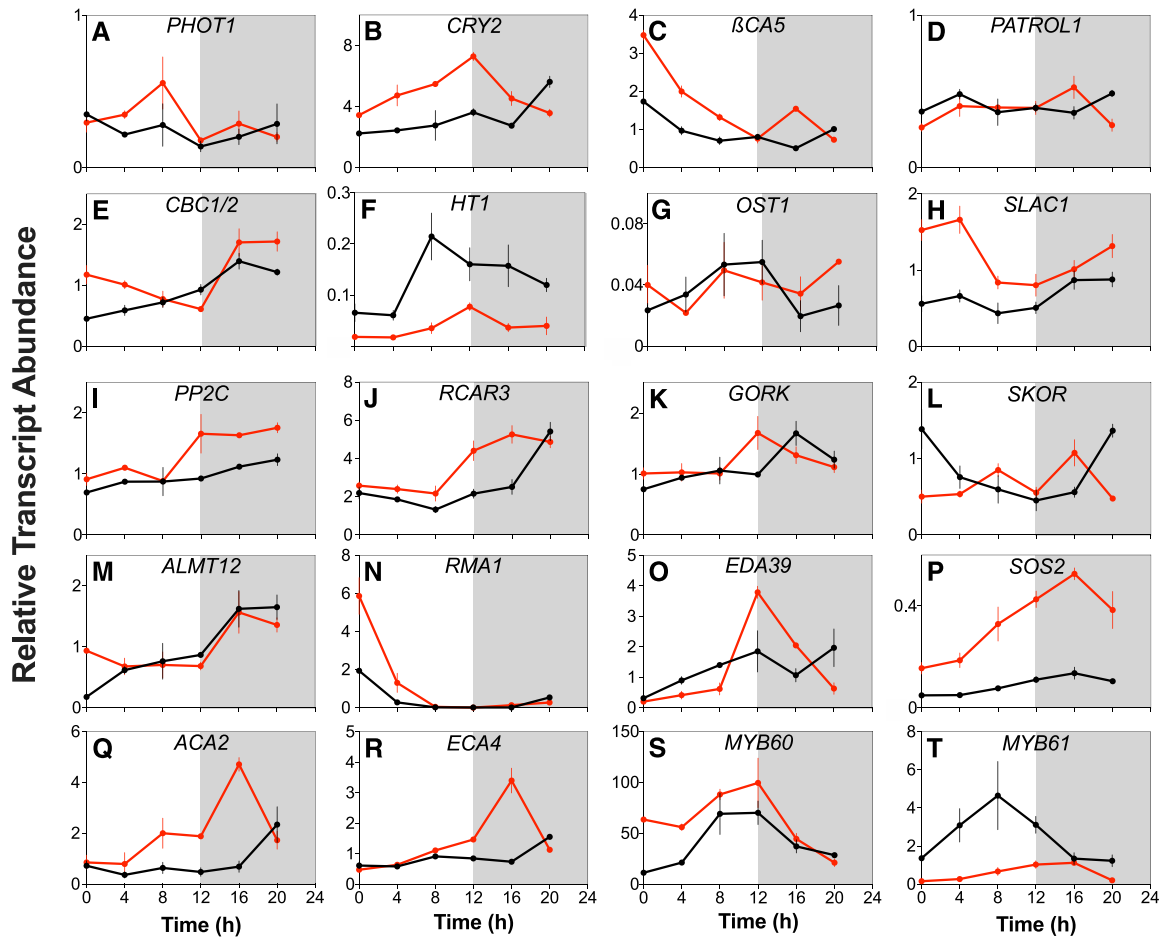 Relative Transcript Abundance
A PHOT1
1
0
B CRY2
8
4
0
C ßCA5
4
3
2
1
0
D PATROL1
1
0
E CBC1/2
2
1
0
F HT1
0.3
0.2
0.1
G OST1
0.08
0.04
0
H SLAC1
2
1
0
I PP2C
2
1
0
J RCAR3
8
6
4
2
0
K GORK
2
1
0
L SKOR
2
1
0
M ALMT12
2
1
0
N RMA1
8
6
4
2
0
O EDA39
5
4
3
2
1
0
P SOS2
0.4
0
Q ACA2
6
4
2
0
0 4 8 12 16 20 24
Time (h)
R ECA4
5
4
3
2
1
0
0 4 8 12 16 20 24
Time (h)
S MYB60
150
100
50
0
0 4 8 12 16 20 24
Time (h)
T MYB61
8
6
4
2
0
0 4 8 12 16 20 24
Time (h)